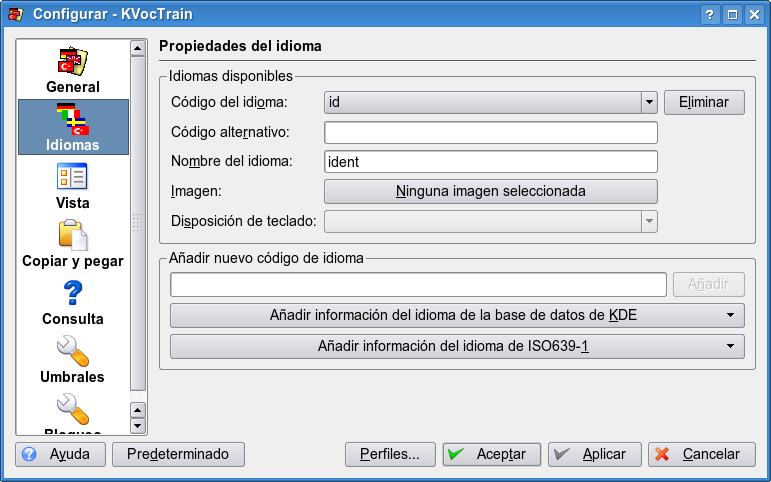 Configurar - KVocTrain
General
Idiomas
Vista
Copiar y pegar
Consulta
Umbrales
Bloqueo
Propiedades del idioma
Idiomas disponibles
Código del idioma: id Eliminar
Código alternativo:
Nombre del idioma: ident
Imagen: Ninguna imagen seleccionada
Disposición de teclado:
Añadir nuevo código de idioma
Añadir
Añadir información del idioma de la base de datos de KDE
Añadir información del idioma de ISO639-1
Ayuda Predeterminado Perfiles... Aceptar Aplicar Cancelar